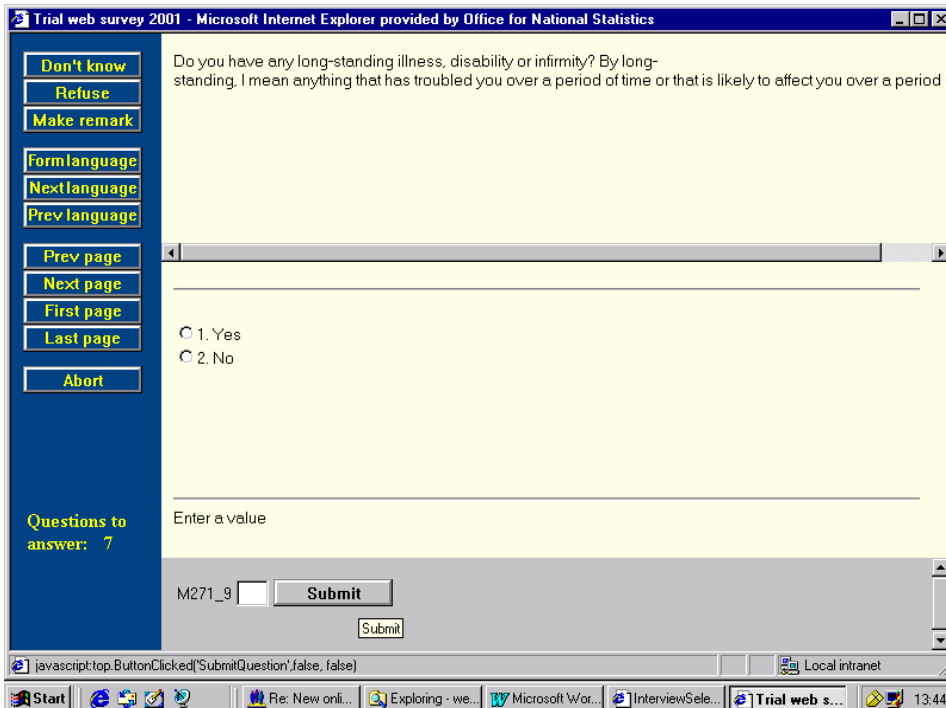 Trial web survey 2001 - Microsoft Internet Explorer provided by Office for National Statistics
Don't know
Refuse
Make remark
Form language
Next language
Prev language
Prev page
Next page
First page
Last page
Abort
Questions to
answer: 7
Do you have any long-standing illness, disability or infirmity? By long-
standing, I mean anything that has troubled you over a period of time or that is likely to affect you over a period
1. Yes
2. No
Enter a value
M271_9 Submit
Submit
javascript:top.ButtonClicked('SubmitQuestion',false, false)
Local intranet
Start
Re: New onli...
Exploring - we...
Microsoft Wor...
InterviewSele...
Trial web s...
13:44